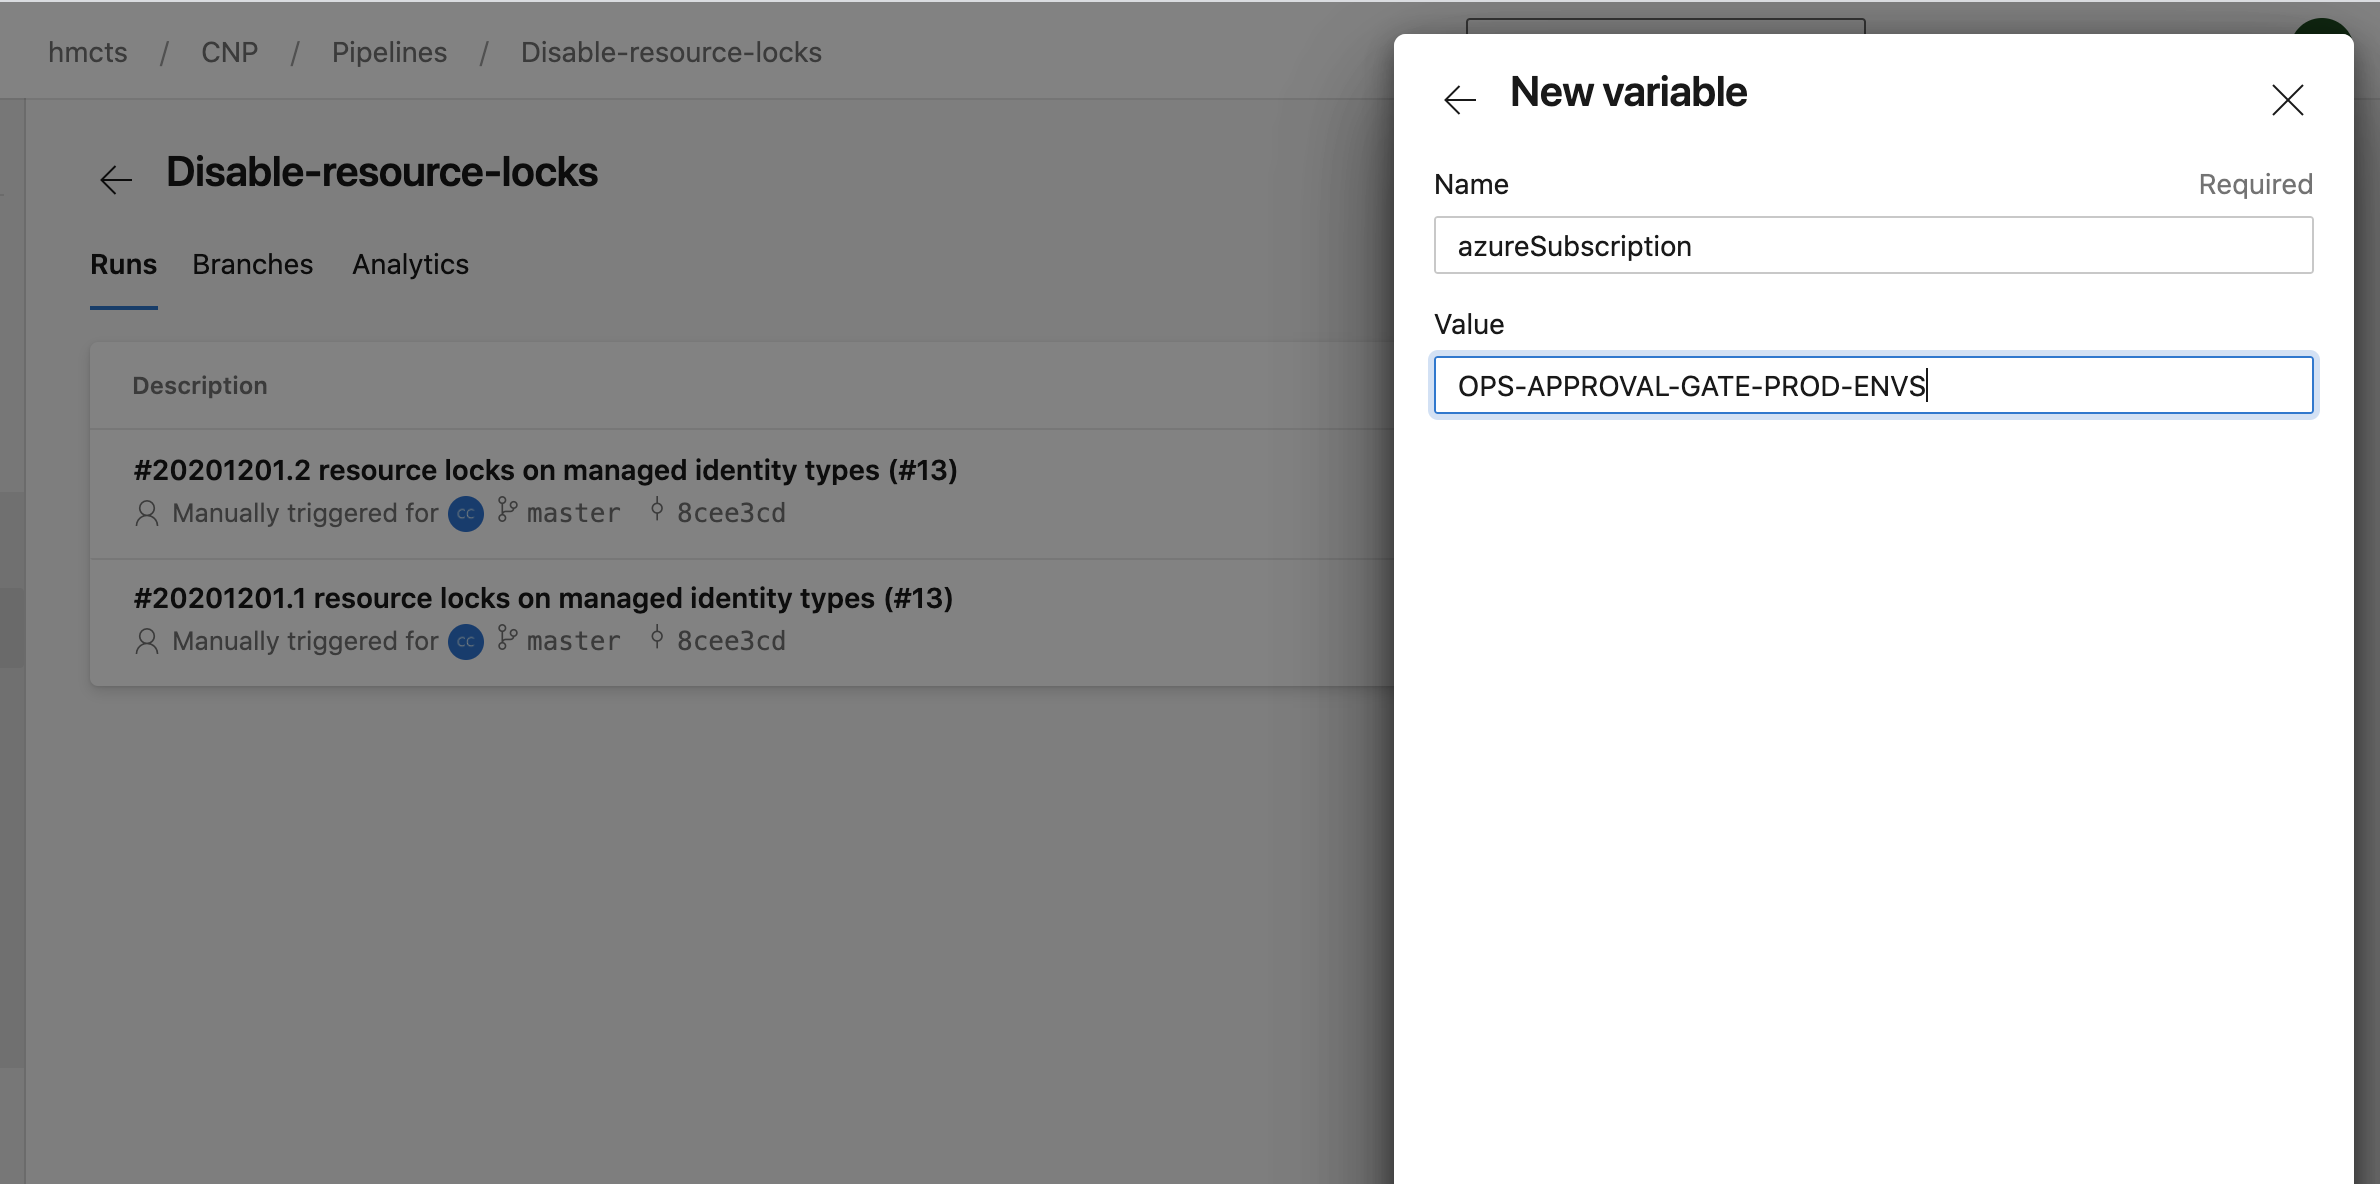 hmcts / CNP / Pipelines / Disable-resource-locks
Disable-resource-locks
Runs Branches Analytics
Description
#20201201.2 resource locks on managed identity types (#13)
Manually triggered for CC master 8cee3cd
#20201201.1 resource locks on managed identity types (#13)
Manually triggered for CC master 8cee3cd
New variable
Name Required
azureSubscription
Value
OPS-APPROVAL-GATE-PROD-ENVS